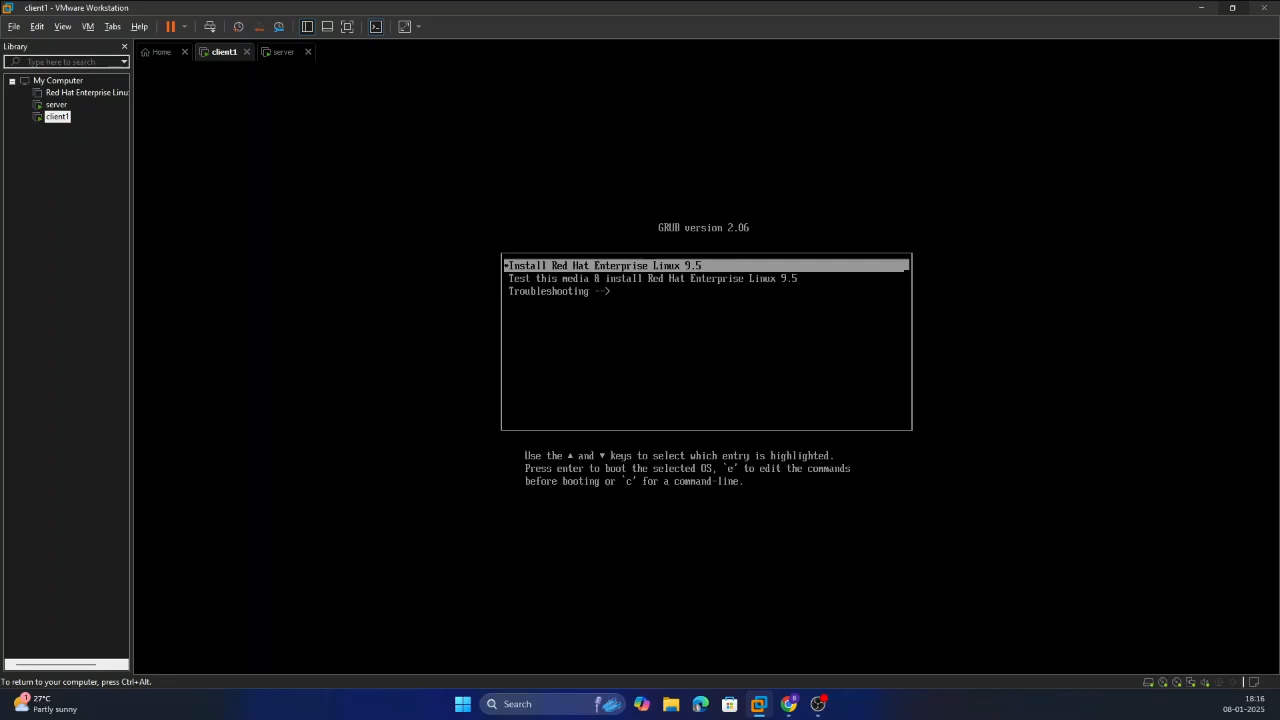 client1 - VMware Workstation
File Edit View VM Tabs Help
Library
Type here to search
My Computer
Red Hat Enterprise Linu
server
client1
Home client1 server
GRUB version 2.06
*Install Red Hat Enterprise Linux 9.5
Test this media & install Red Hat Enterprise Linux 9.5
Troubleshooting -->
Use the ▲ and ▼ keys to select which entry is highlighted.
Press enter to boot the selected OS, `e' to edit the commands
before booting or `c' for a command-line.
To return to your computer, press Ctrl+Alt.
1
27°C
Partly sunny
Search
18:16
08-01-2025